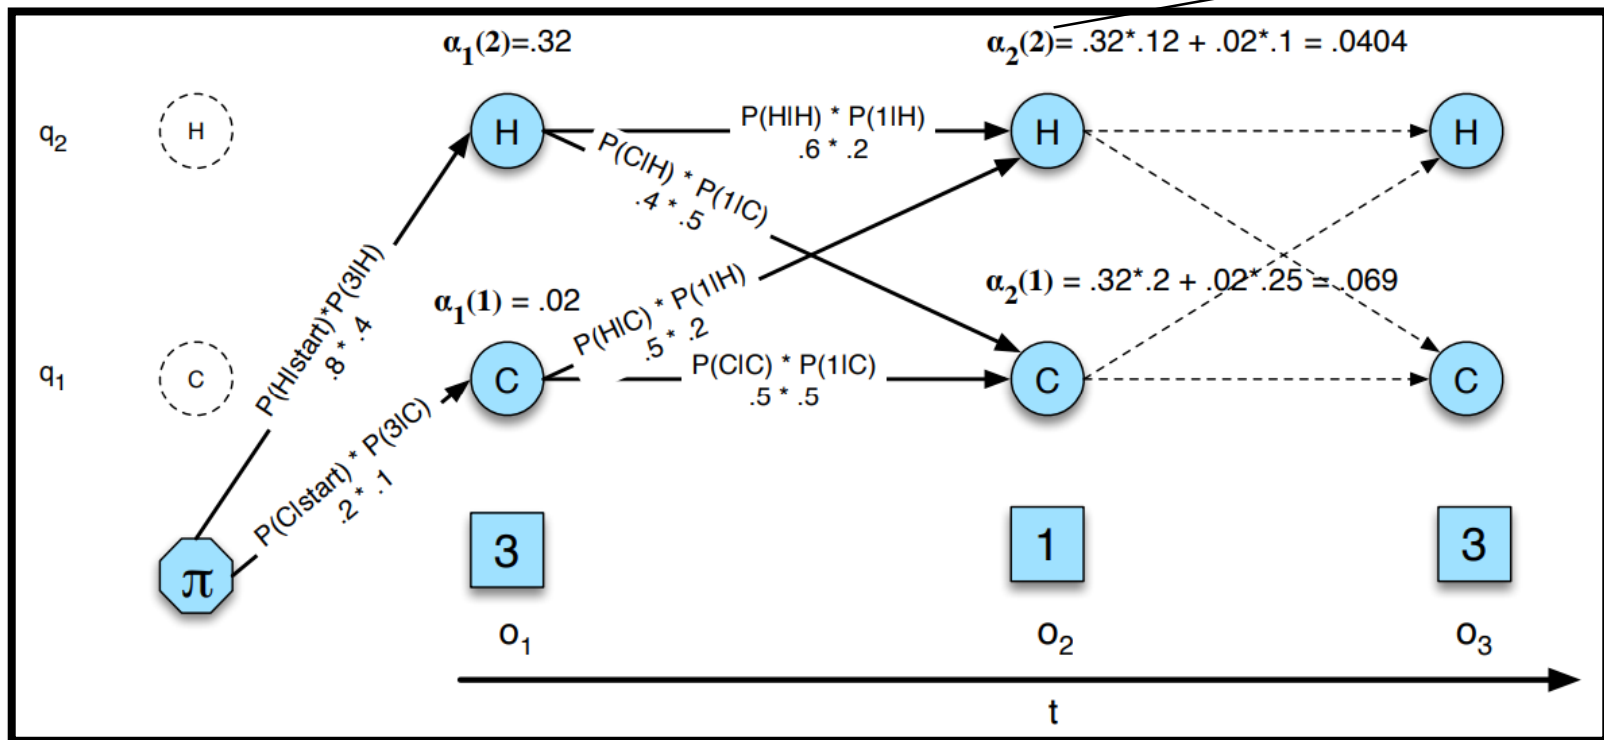 α1(2)=.32
α2(2)= .32*.12 + .02*.1 = .0404
q2
H
H
P(H|H) * P(1|H)
.6 * .2
H
H
P(C|H) * P(1|C)
.4 * .5
P(H|start)*P(3|H)
.8 * .4
α1(1) = .02
P(H|C) * P(1|H)
.5 * .2
α2(1) = .32*.2 + .02*.25 = .069
q1
C
C
P(C|C) * P(1|C)
.5 * .5
C
C
P(C|start) * P(3|C)
.2 * .1
π
3
1
3
o1
o2
o3
t